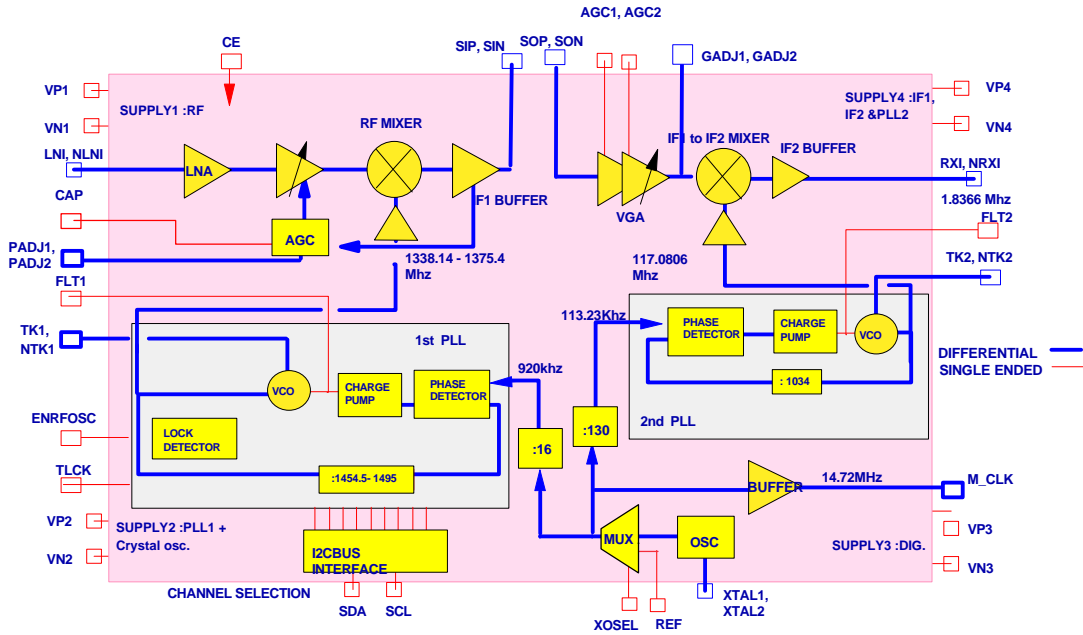 AGC1, AGC2
CE
SIP, SIN
SOP, SON
GADJ1, GADJ2
VP1
SUPPLY1 :RF
VN1
SUPPLY4 :IF1,
IF2 &PLL2
VP4
VN4
RF MIXER
IF1 to IF2 MIXER
IF2 BUFFER
LNI, NLNI
LNA
RXI, NRXI
1.8366 Mhz
CAP
IF1 BUFFER
VGA
FLT2
AGC
PADJ1,
PADJ2
1338.14 - 1375.4
Mhz
117.0806
Mhz
TK2, NTK2
FLT1
TK1,
NTK1
1st PLL
113.23Khz
PHASE
DETECTOR
CHARGE
PUMP
VCO
DIFFERENTIAL
SINGLE ENDED
920khz
VCO
CHARGE
PUMP
PHASE
DETECTOR
: 1034
ENRFOSC
LOCK
DETECTOR
:16
:130
2nd PLL
TLCK
:1454.5- 1495
BUFFER
14.72MHz
M_CLK
VP2
SUPPLY2 :PLL1 +
Crystal osc.
VN2
I2CBUS
INTERFACE
MUX
OSC
SUPPLY3 :DIG.
VP3
VN3
CHANNEL SELECTION
SDA
SCL
XOSEL
REF
XTAL1,
XTAL2